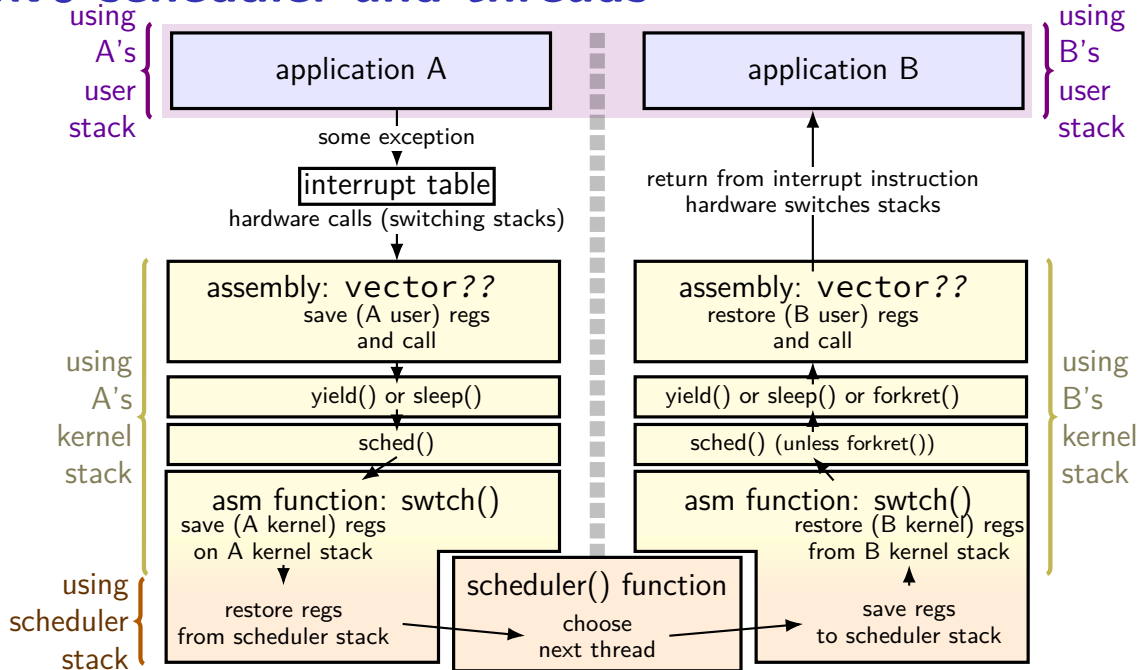 scheduler and threads
using
A's
user
stack
application A
application B
using
B's
user
stack
some exception
interrupt table
hardware calls (switching stacks)
return from interrupt instruction
hardware switches stacks
using
A's
kernel
stack
assembly: vector??
save (A user) regs
and call
yield() or sleep()
sched()
asm function: swtch()
save (A kernel) regs
on A kernel stack
assembly: vector??
restore (B user) regs
and call
yield() or sleep() or forkret()
sched() (unless forkret())
asm function: swtch()
restore (B kernel) regs
from B kernel stack
using
B's
kernel
stack
using
scheduler
stack
restore regs
from scheduler stack
scheduler() function
choose
next thread
save regs
to scheduler stack